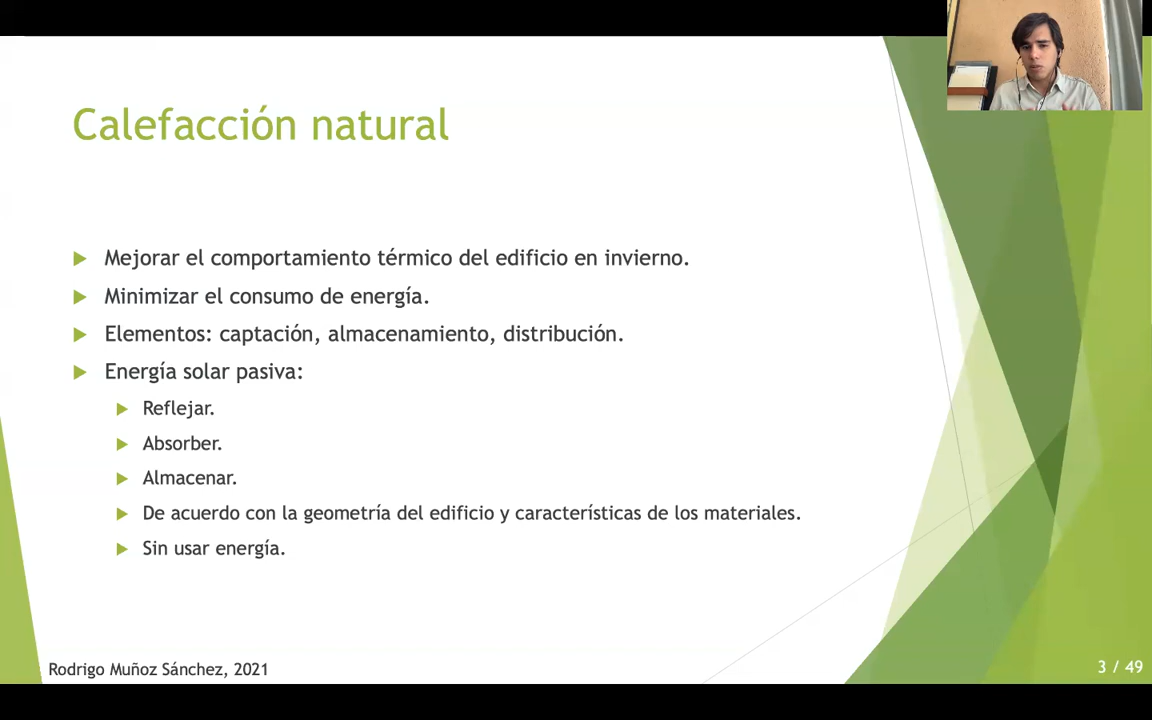 Calefacción natural
Mejorar el comportamiento térmico del edificio en invierno.
Minimizar el consumo de energía.
Elementos: captación, almacenamiento, distribución.
Energía solar pasiva:
Reflejar.
Absorber.
Almacenar.
De acuerdo con la geometría del edificio y características de los materiales.
Sin usar energía.
Rodrigo Muñoz Sánchez, 2021
3 / 49